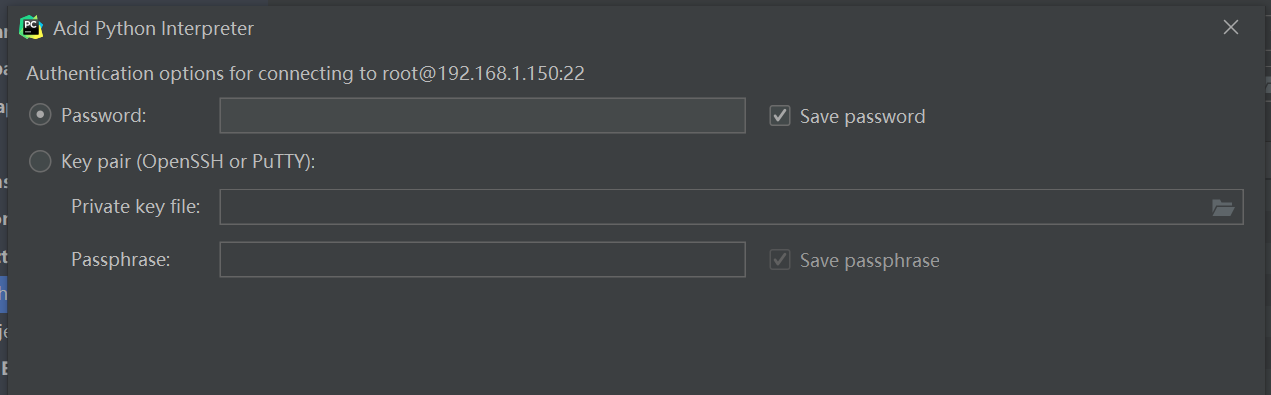 PC
Add Python Interpreter
Authentication options for connecting to root@192.168.1.150:22
Password:
Save password
Key pair (OpenSSH or PuTTY):
Private key file:
Passphrase:
Save passphrase